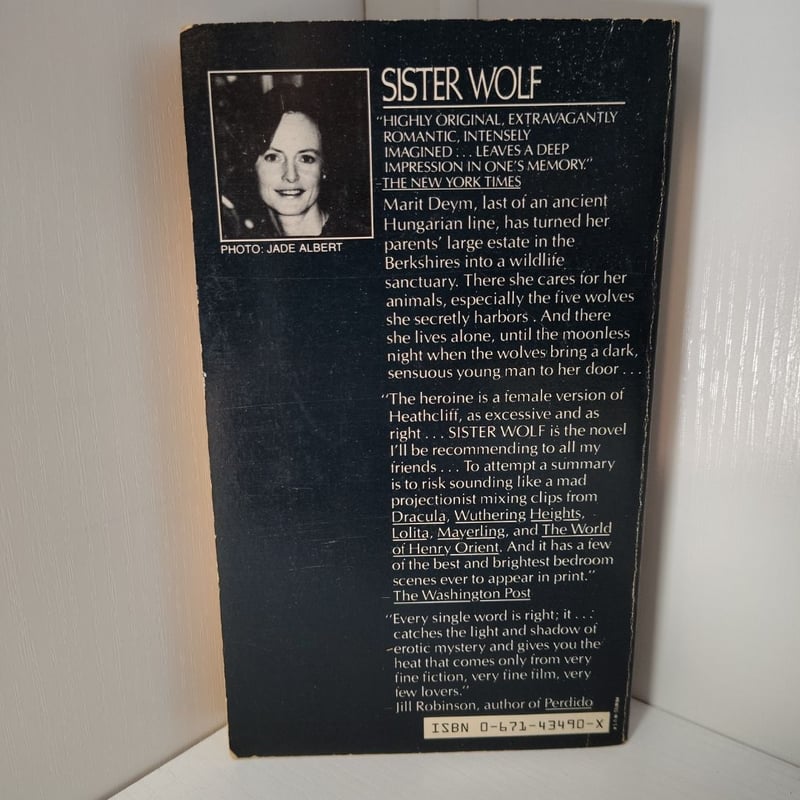 SISTER WOLF
“HIGHLY ORIGINAL, EXTRAVAGANTLY
ROMANTIC, INTENSELY
IMAGINED . . . LEAVES A DEEP
IMPRESSION IN ONE’S MEMORY.”
–THE NEW YORK TIMES
PHOTO: JADE ALBERT
Marit Deym, last of an ancient
Hungarian line, has turned her
parents’ large estate in the
Berkshires into a wildlife
sanctuary. There she cares for her
animals, especially the five wolves
she secretly harbors . And there
she lives alone, until the moonless
night when the wolves bring a dark,
sensuous young man to her door . . .
“The heroine is a female version of
Heathcliff, as excessive and as
right . . . SISTER WOLF is the novel
I’ll be recommending to all my
friends . . . To attempt a summary
is to risk sounding like a mad
projectionist mixing clips from
Dracula, Wuthering Heights,
Lolita, Mayerling, and The World
of Henry Orient. And it has a few
of the best and brightest bedroom
scenes ever to appear in print.”
– The Washington Post
“Every single word is right; it . . .
catches the light and shadow of
erotic mystery and gives you the
heat that comes only from very
fine fiction, very fine film, very
few lovers.”
– Jill Robinson, author of Perdido
ISBN 0-671-43490-X